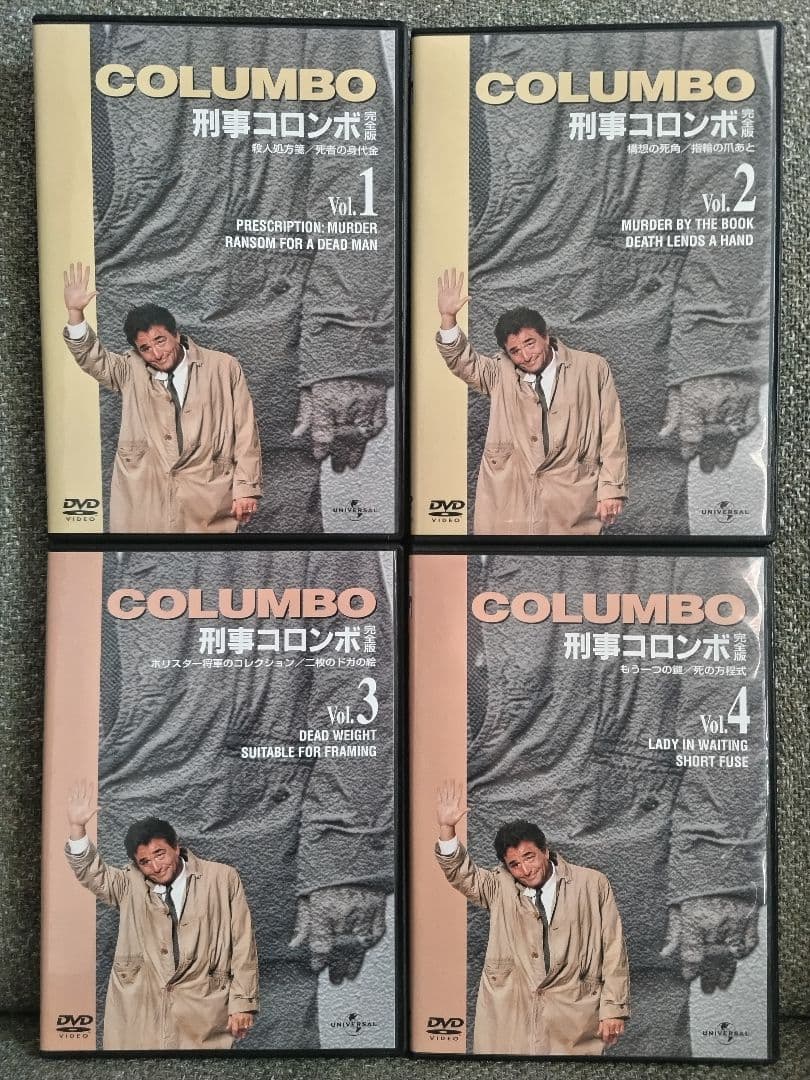 COLUMBO
刑事コロンボ 完全版
殺人処方箋／死者の身代金
Vol.1
PRESCRIPTION: MURDER
RANSOM FOR A DEAD MAN
DVD
VIDEO
UNIVERSAL
COLUMBO
刑事コロンボ 完全版
構想の死角／指輪の爪あと
Vol.2
MURDER BY THE BOOK
DEATH LENDS A HAND
DVD
VIDEO
UNIVERSAL
COLUMBO
刑事コロンボ 完全版
ホリスター将軍のコレクション／二枚のドガの絵
Vol.3
DEAD WEIGHT
SUITABLE FOR FRAMING
DVD
VIDEO
UNIVERSAL
COLUMBO
刑事コロンボ 完全版
もう一つの鍵／死の方程式
Vol.4
LADY IN WAITING
SHORT FUSE
DVD
VIDEO
UNIVERSAL